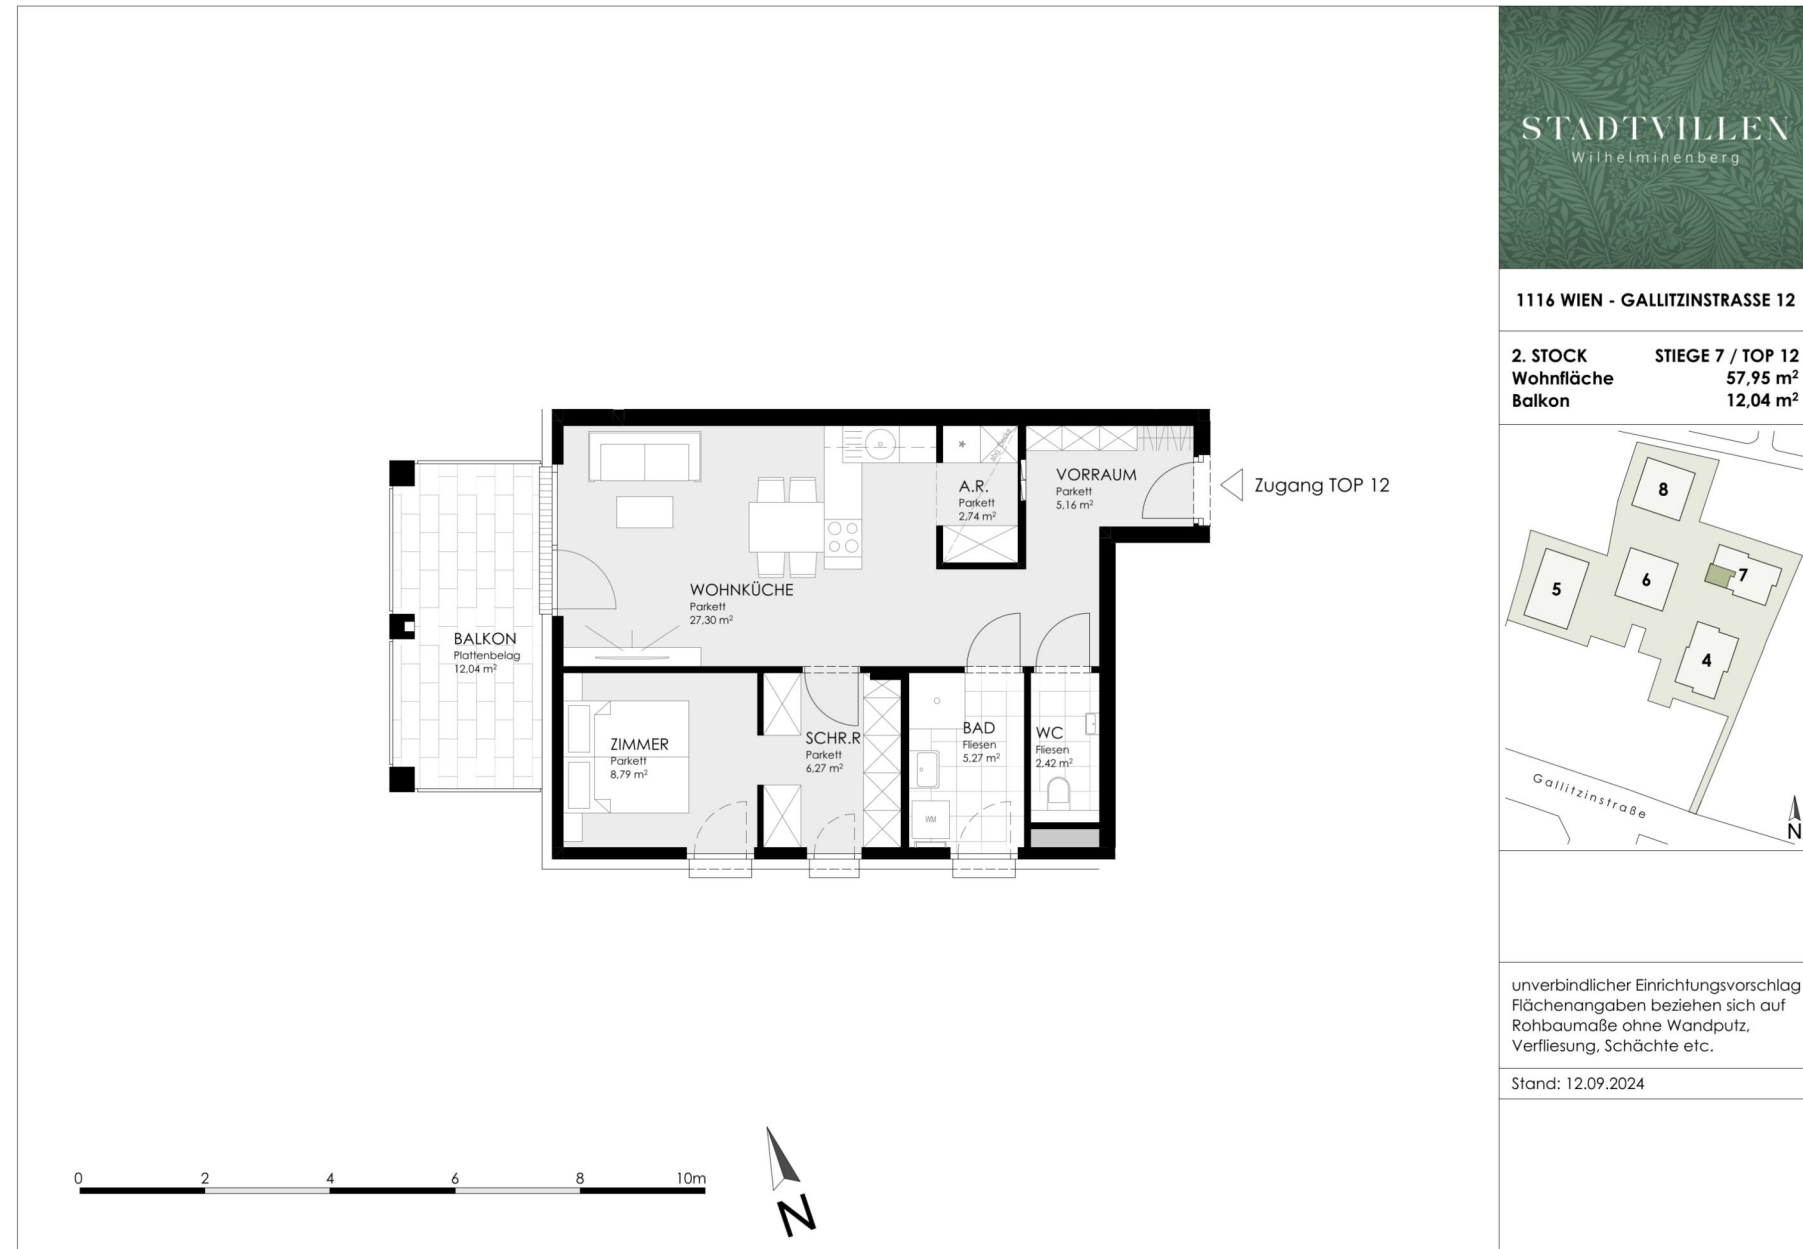 STADTVILLEN
Wilhelminenberg
1116 WIEN - GALLITZINSTRASSE 12
2. STOCK STIEGE 7 / TOP 12
Wohnfläche 57,95 m²
Balkon 12,04 m²
8
7
6
5
4
Gallitzinstraße
N
unverbindlicher Einrichtungsvorschlag
Flächenangaben beziehen sich auf
Rohbaumaße ohne Wandputz,
Verfliesung, Schächte etc.
Stand: 12.09.2024
abg. Decke
*
A.R.
Parkett
2,74 m²
VORRAUM
Parkett
5,16 m²
Zugang TOP 12
WOHNKÜCHE
Parkett
27,30 m²
BALKON
Plattenbelag
12,04 m²
ZIMMER
Parkett
8,79 m²
SCHR.R
Parkett
6,27 m²
BAD
Fliesen
5,27 m²
WC
Fliesen
2,42 m²
WM
0 2 4 6 8 10m
N